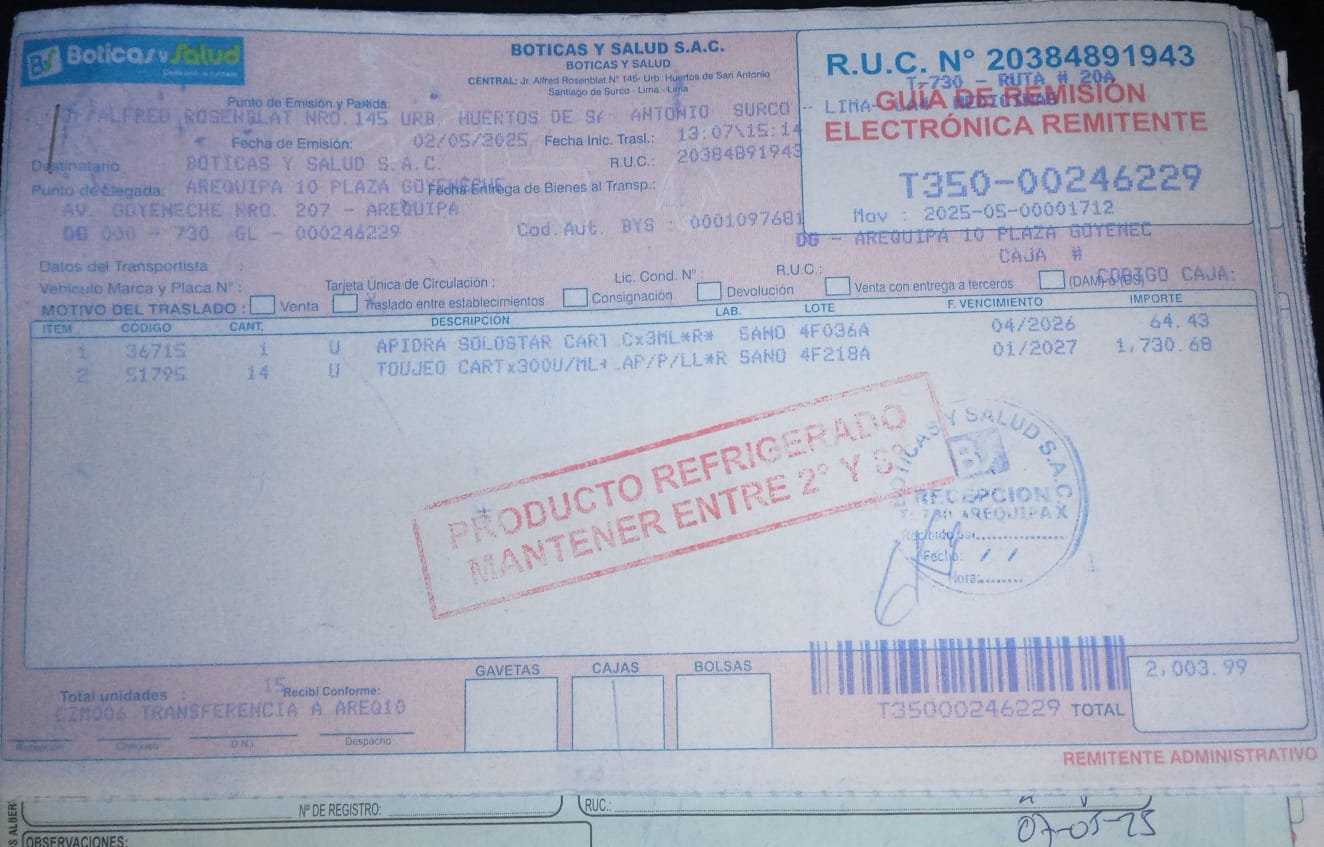 BS Boticas y Salud
BOTICAS Y SALUD S.A.C.
BOTICAS Y SALUD
CENTRAL: Jr. Alfred Rosenblat N° 145- Urb. Huertos de San Antonio
Santiago de Surco - Lima - Lima
R.U.C. N° 20384891943
T-730 - RUTA # 20A
GUÍA DE REMISIÓN
ELECTRÓNICA REMITENTE
T350-00246229
Mov : 2025-05-00001712
Punto de Emisión y Partida:
ALFRED ROSENBLAT NRO.145 URB HUERTOS DE S/ ANTONIO SURCO - LIMA
Fecha de Emisión: 02/05/2025 Fecha Inic. Trasl.: 13:07\15:14
Destinatario BOTICAS Y SALUD S.A.C. R.U.C.: 20384891943
Punto de Llegada: AREQUIPA 10 PLAZA GOYENECHE Fecha Entrega de Bienes al Transp.:
AV. GOYENECHE NRO. 207 - AREQUIPA
DG 000 - 730 GL - 000246229 Cod. Aut. BYS : 0001097681
DG - AREQUIPA 10 PLAZA GOYENEC
CAJA #
CODIGO CAJA:
Datos del Transportista :
Vehículo Marca y Placa N° : Tarjeta Única de Circulación : Lic. Cond. N° : R.U.C.:
MOTIVO DEL TRASLADO : Venta Traslado entre establecimientos Consignación Devolución Venta con entrega a terceros
ITEM CÓDIGO CANT. DESCRIPCIÓN LAB. LOTE F. VENCIMIENTO IMPORTE
1 36715 1 U APIDRA SOLOSTAR CART .Cx3ML*R* SANO 4F036A 04/2026 64.43
2 51795 14 U TOUJEO CARTx300U/ML+ .AP/P/LL*R SANO 4F218A 01/2027 1,730.68
PRODUCTO REFRIGERADO
MANTENER ENTRE 2° Y 8°
BOTICAS Y SALUD S.A.C.
BS
RECEPCION
AREQUIPA X
Recibido por
Fecha: / /
Hora:
GAVETAS CAJAS BOLSAS
Total unidades : 15 Recibí Conforme:
CZM006 TRANSFERENCIA A AREQ10
D.N.I. Despacho
T35000246229 TOTAL 2,003.99
REMITENTE ADMINISTRATIVO
N° DE REGISTRO: RUC.:
07-05-25
OBSERVACIONES: